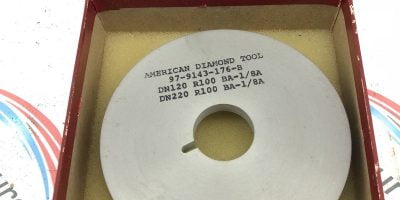 AMERICAN DIAMOND TOOL
97-9143-176-B
DN120 R100 BA-1/8A
DN220 R100 BA-1/8A